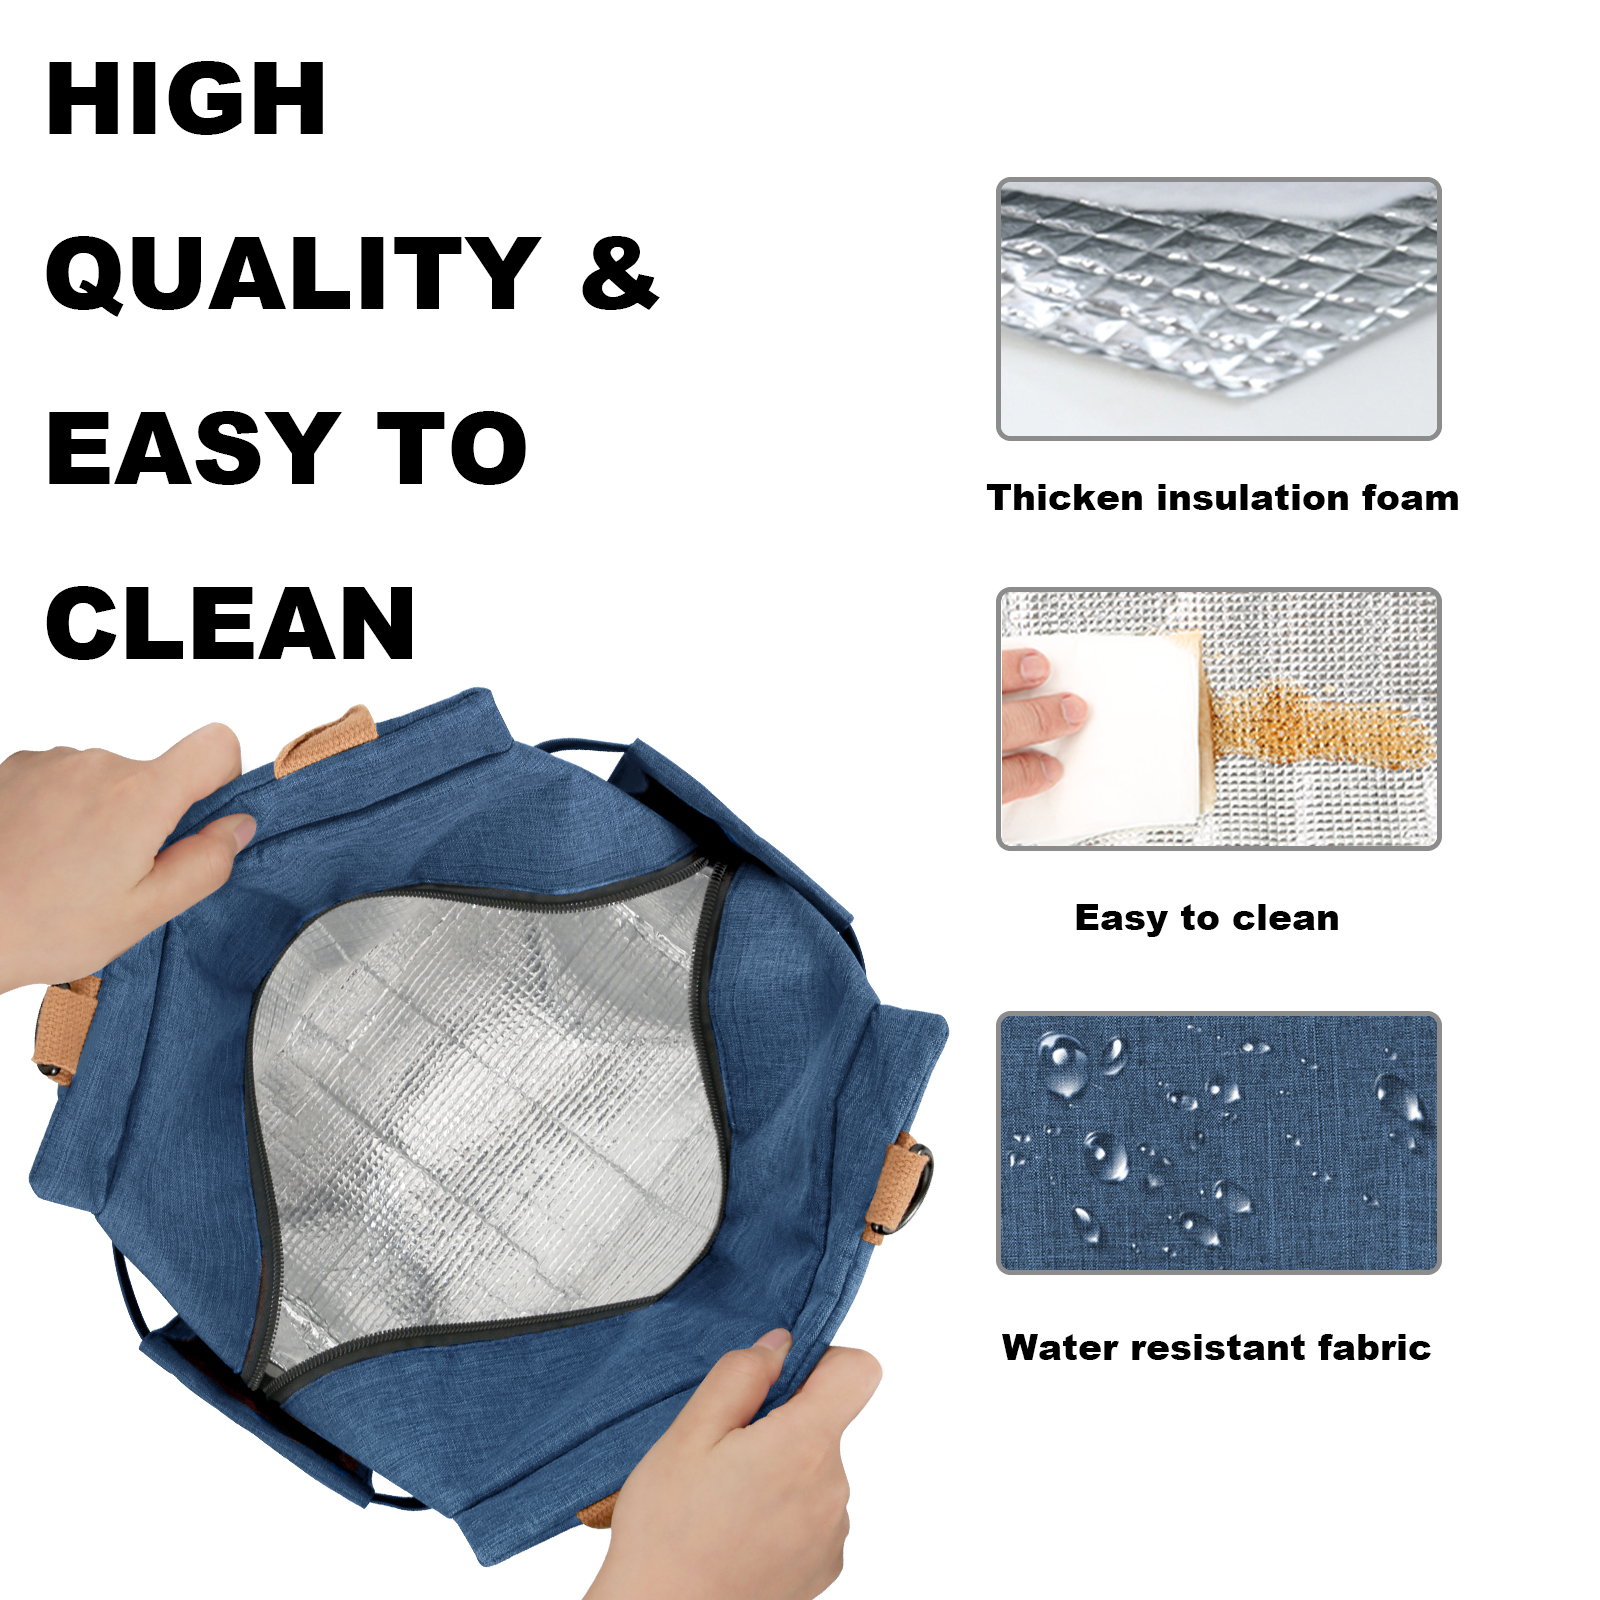 HIGH
QUALITY &
EASY TO
CLEAN
Thicken insulation foam
Easy to clean
Water resistant fabric